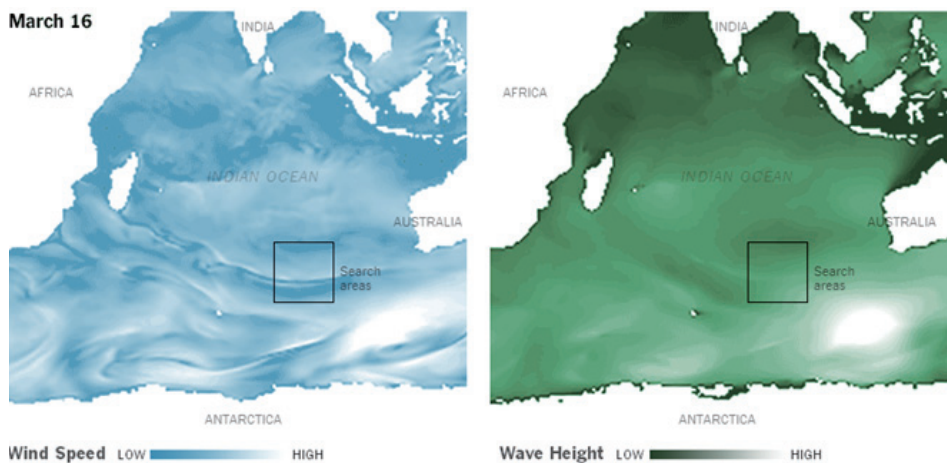 March 16
INDIA
AFRICA
INDIAN OCEAN
AUSTRALIA
Search
areas
ANTARCTICA
Wind Speed LOW HIGH
INDIA
AFRICA
INDIAN OCEAN
AUSTRALIA
Search
areas
ANTARCTICA
Wave Height LOW HIGH